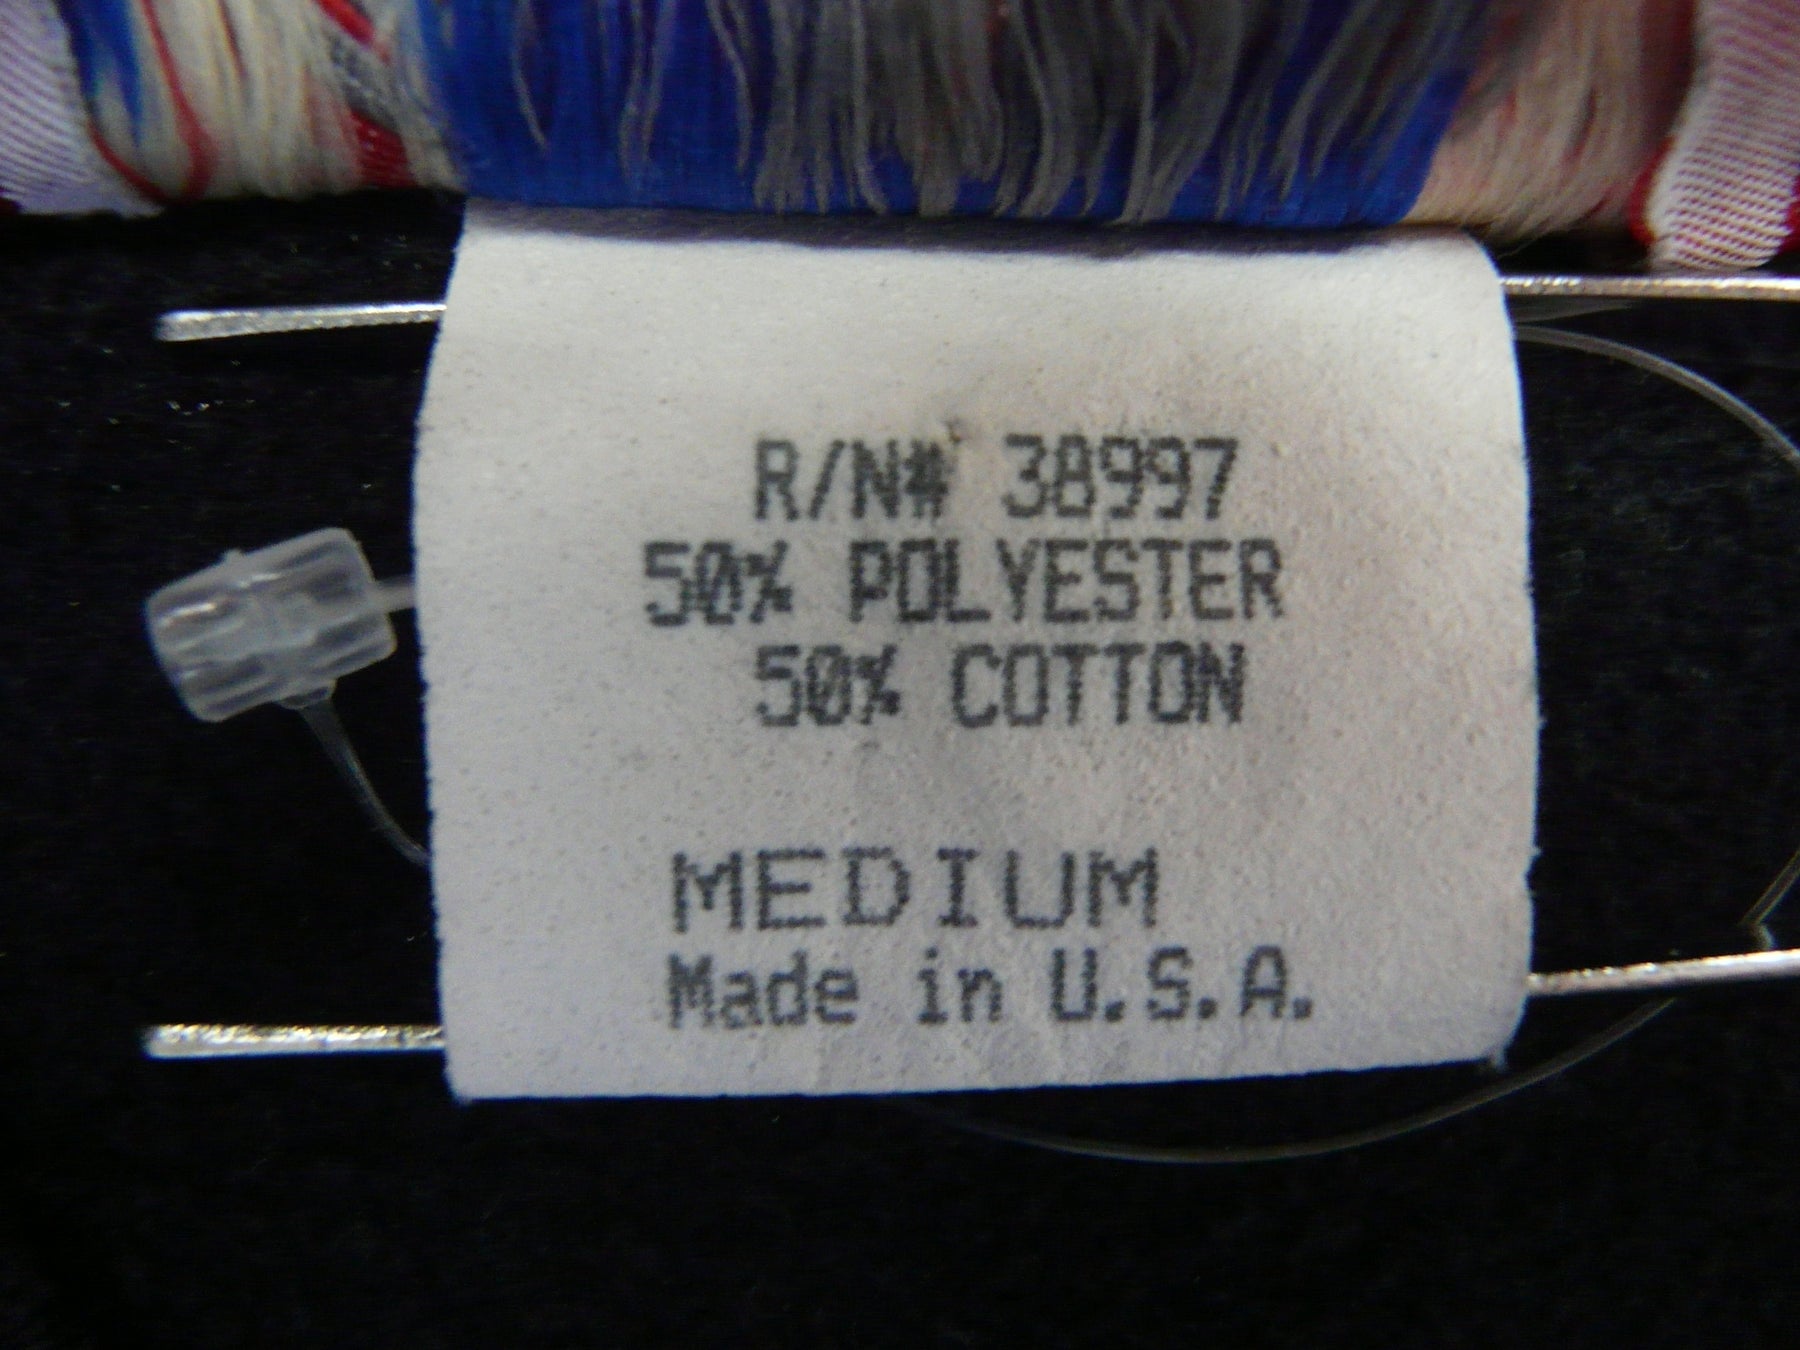 R/N# 38997
50% POLYESTER
50% COTTON
MEDIUM
Made in U.S.A.